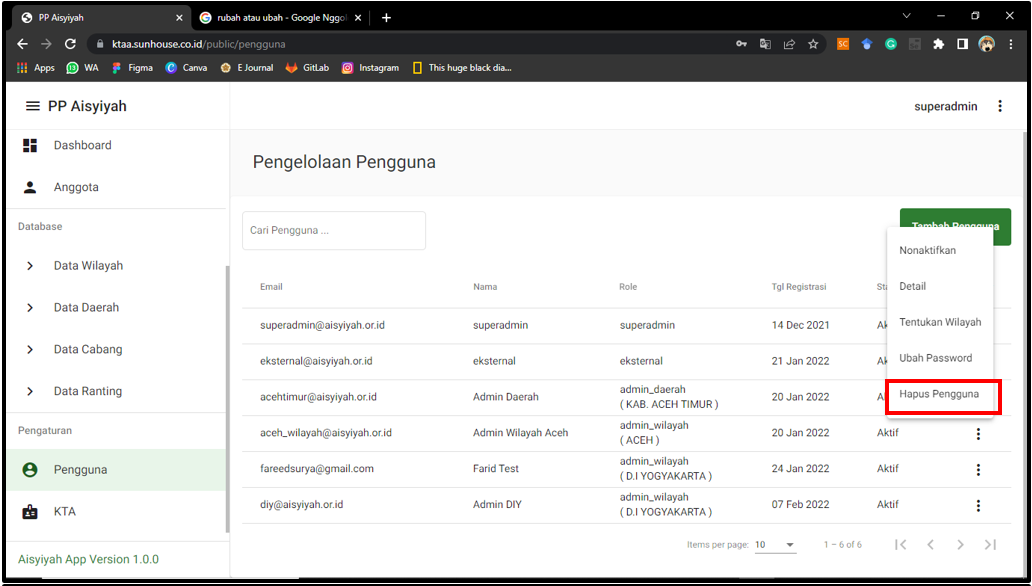 PP Aisyiyah
rubah atau ubah - Google Nggol
ktaa.sunhouse.co.id/public/pengguna
SC
Apps
13
WA
Figma
Canva
E Journal
GitLab
Instagram
This huge black dia...
PP Aisyiyah
superadmin
Dashboard
Anggota
Database
Data Wilayah
Data Daerah
Data Cabang
Data Ranting
Pengaturan
Pengguna
KTA
Aisyiyah App Version 1.0.0
Pengelolaan Pengguna
Cari Pengguna ...
Tambah Pengguna
Email Nama Role Tgl Registrasi Sta
superadmin@aisyiyah.or.id superadmin superadmin 14 Dec 2021 Ak
eksternal@aisyiyah.or.id eksternal eksternal 21 Jan 2022 Ak
acehtimur@aisyiyah.or.id Admin Daerah admin_daerah 20 Jan 2022
( KAB. ACEH TIMUR )
aceh_wilayah@aisyiyah.or.id Admin Wilayah Aceh admin_wilayah 20 Jan 2022 Aktif
( ACEH )
fareedsurya@gmail.com Farid Test admin_wilayah 24 Jan 2022 Aktif
( D.I YOGYAKARTA )
diy@aisyiyah.or.id Admin DIY admin_wilayah 07 Feb 2022 Aktif
( D.I YOGYAKARTA )
Nonaktifkan
Detail
Tentukan Wilayah
Ubah Password
Hapus Pengguna
Items per page: 10 1 – 6 of 6